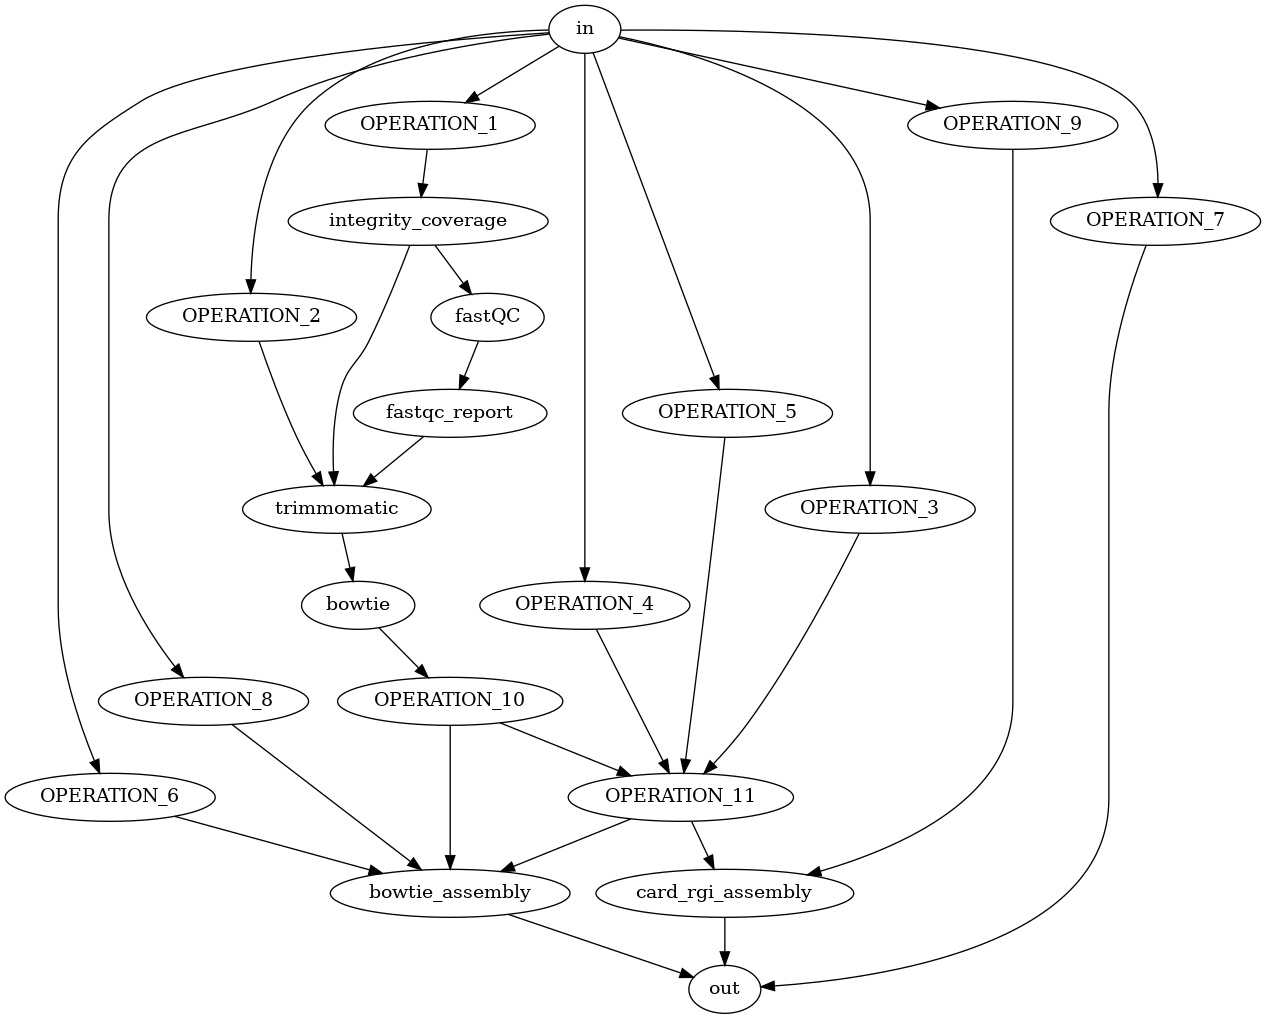 in
OPERATION_1
OPERATION_9
integrity_coverage
OPERATION_7
OPERATION_2
fastQC
fastqc_report
OPERATION_5
trimmomatic
OPERATION_3
bowtie
OPERATION_4
OPERATION_8
OPERATION_10
OPERATION_6
OPERATION_11
bowtie_assembly
card_rgi_assembly
out